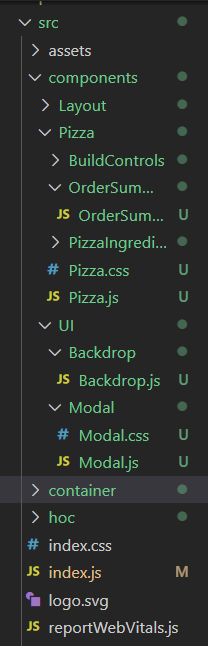 src
assets
components
Layout
Pizza
BuildControls
OrderSum...
JS OrderSum... U
PizzaIngredi...
# Pizza.css U
JS Pizza.js U
UI
Backdrop
JS Backdrop.js U
Modal
# Modal.css U
JS Modal.js U
container
hoc
# index.css
JS index.js M
logo.svg
JS reportWebVitals.js